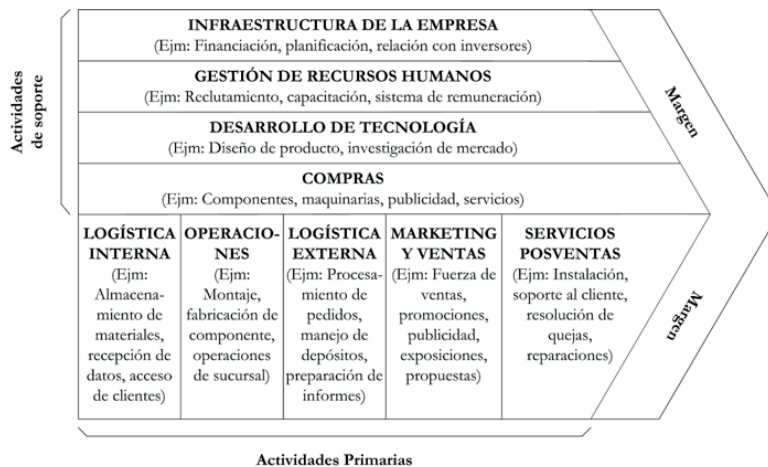 Actividades
de soporte
INFRAESTRUCTURA DE LA EMPRESA
(Ejm: Financiación, planificación, relación con inversores)
GESTIÓN DE RECURSOS HUMANOS
(Ejm: Reclutamiento, capacitación, sistema de remuneración)
DESARROLLO DE TECNOLOGÍA
(Ejm: Diseño de producto, investigación de mercado)
COMPRAS
(Ejm: Componentes, maquinarias, publicidad, servicios)
Margen
LOGÍSTICA
INTERNA
(Ejm:
Almacena-
miento de
materiales,
recepción de
datos, acceso
de clientes)
OPERACIO-
NES
(Ejm:
Montaje,
fabricación de
componente,
operaciones
de sucursal)
LOGÍSTICA
EXTERNA
(Ejm: Procesa-
miento de
pedidos,
manejo de
depósitos,
preparación de
informes)
MARKETING
Y VENTAS
(Ejm: Fuerza de
ventas,
promociones,
publicidad,
exposiciones,
propuestas)
SERVICIOS
POSVENTAS
(Ejm: Instalación,
soporte al cliente,
resolución de
quejas,
reparaciones)
Margen
Actividades Primarias